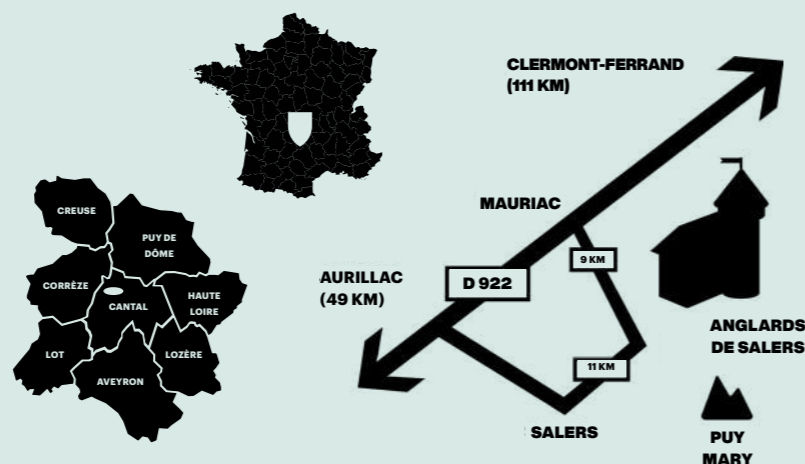 CREUSE
PUY DE
DÔME
CORRÈZE
CANTAL
HAUTE
LOIRE
LOT
LOZÈRE
AVEYRON
CLERMONT-FERRAND
(111 KM)
MAURIAC
9 KM
AURILLAC
(49 KM)
D 922
ANGLARDS
DE SALERS
11 KM
SALERS
PUY
MARY